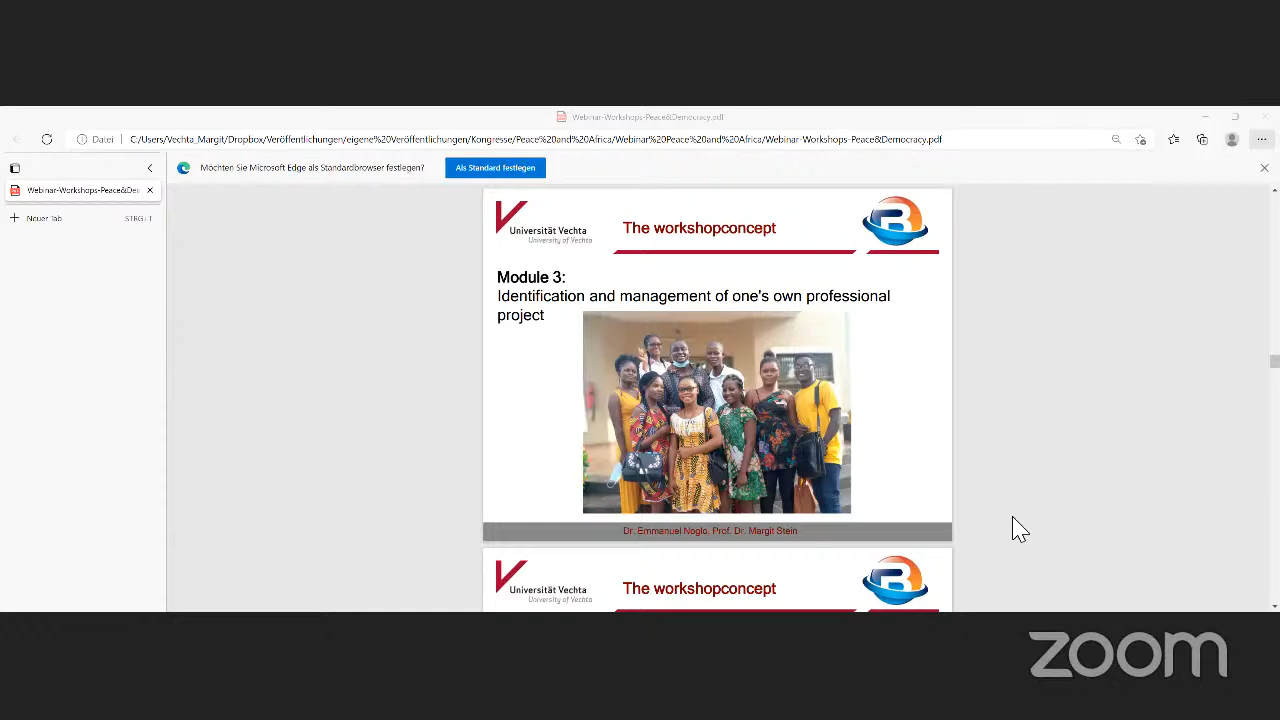 Webinar-Workshops-Peace&Democracy.pdf
Datei
C:/Users/Vechta_Margit/Dropbox/Veröffentlichungen/eigene%20Veröffentlichungen/Kongresse/Peace%20and%20Africa/Webinar%20Peace%20and%20Africa/Webinar-Workshops-Peace&Democracy.pdf
Möchten Sie Microsoft Edge als Standardbrowser festlegen?
Als Standard festlegen
Webinar-Workshops-Peace&Den
Neuer Tab
STRG+T
Universität Vechta
University of Vechta
The workshopconcept
B
Module 3:
Identification and management of one's own professional
project
Dr. Emmanuel Noglo, Prof. Dr. Margit Stein
Universität Vechta
University of Vechta
The workshopconcept
B
zoom